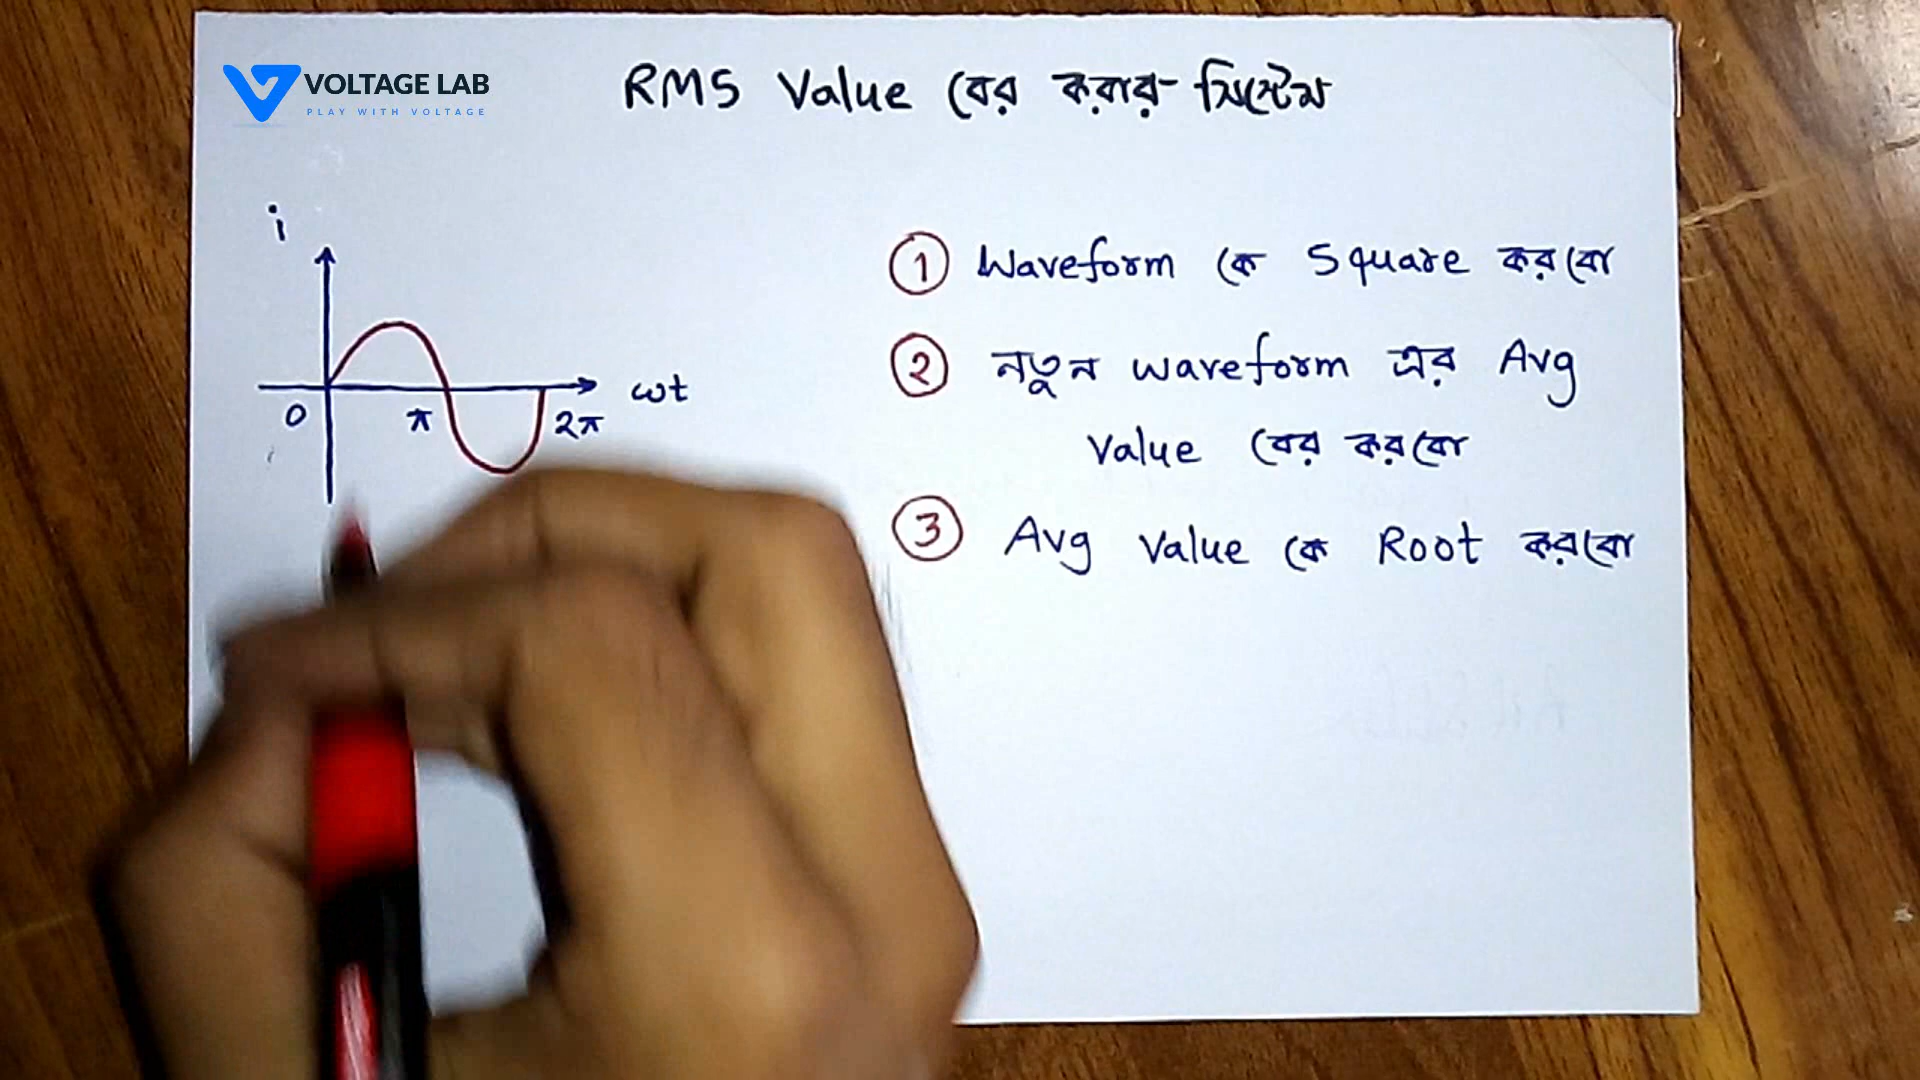 VOLTAGE LAB
PLAY WITH VOLTAGE
RMS Value বের করার সিস্টেম
i
0
π
2π
ωt
① Waveform কে Square করবো
② নতুন waveform এর Avg
Value বের করবো
③ Avg Value কে Root করবো